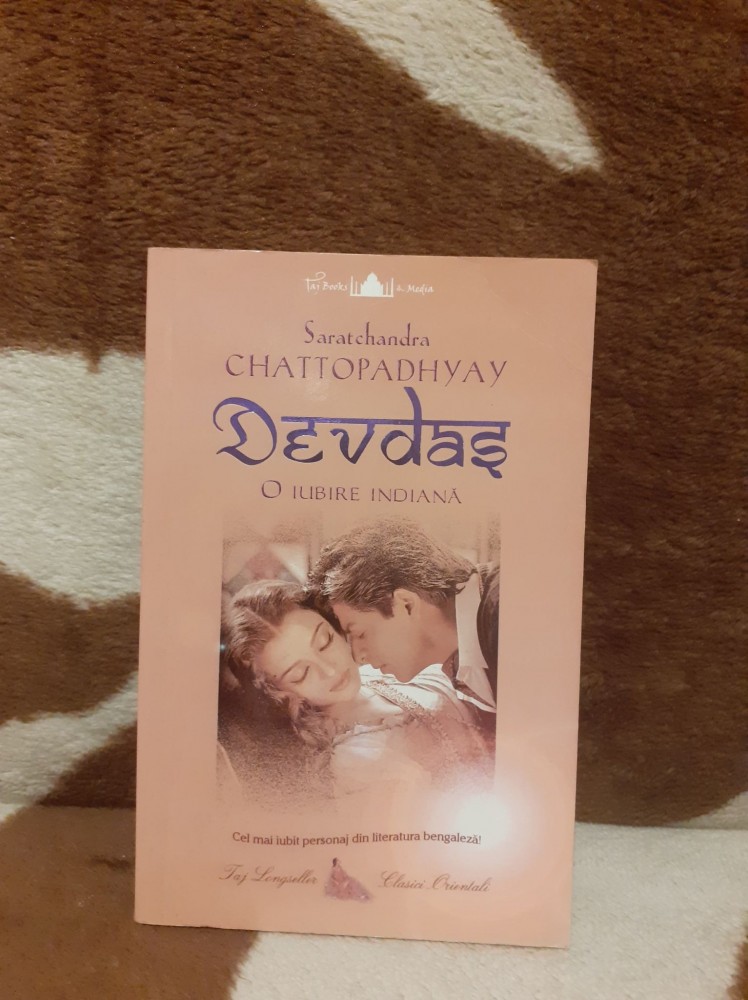 Taj Books & Media
Saratchandra
CHATTOPADHYAY
Devdas
O IUBIRE INDIANĂ
Cel mai iubit personaj din literatura bengaleză!
Taj Longseller Clasici Orientali